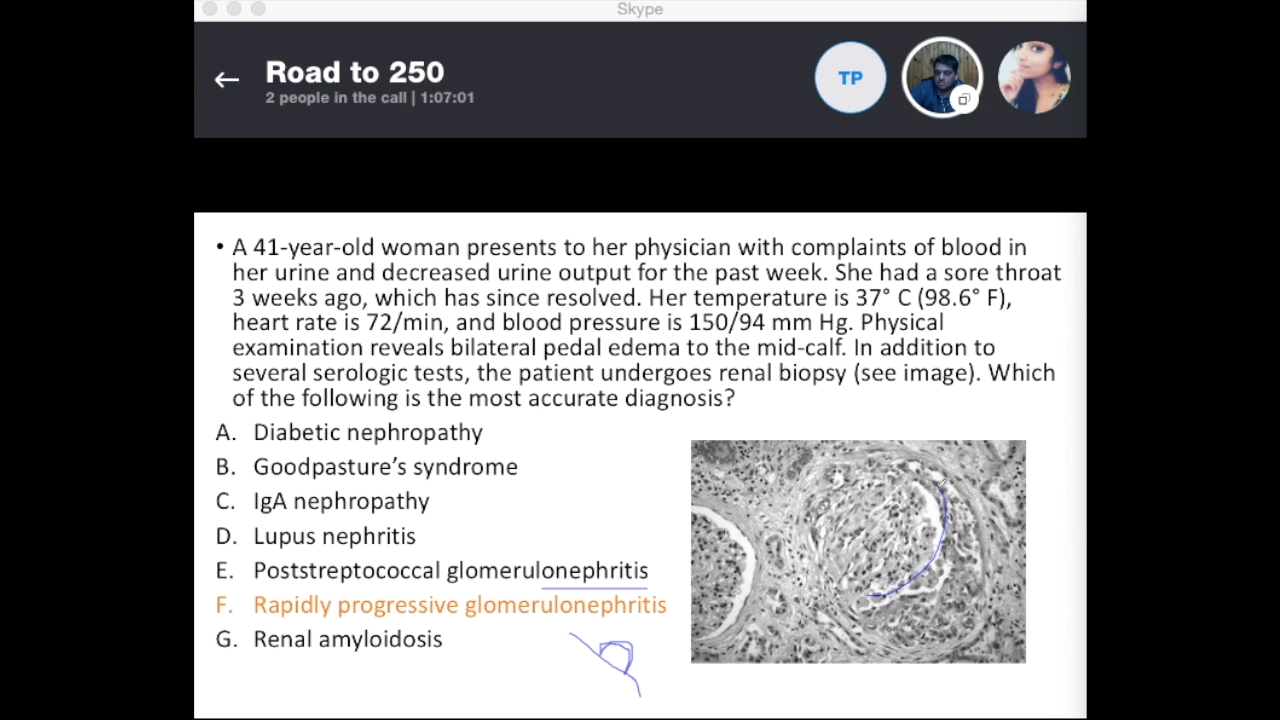 Skype
Road to 250
2 people in the call | 1:07:01
TP
• A 41-year-old woman presents to her physician with complaints of blood in
her urine and decreased urine output for the past week. She had a sore throat
3 weeks ago, which has since resolved. Her temperature is 37° C (98.6° F),
heart rate is 72/min, and blood pressure is 150/94 mm Hg. Physical
examination reveals bilateral pedal edema to the mid-calf. In addition to
several serologic tests, the patient undergoes renal biopsy (see image). Which
of the following is the most accurate diagnosis?
A. Diabetic nephropathy
B. Goodpasture’s syndrome
C. IgA nephropathy
D. Lupus nephritis
E. Poststreptococcal glomerulonephritis
F. Rapidly progressive glomerulonephritis
G. Renal amyloidosis